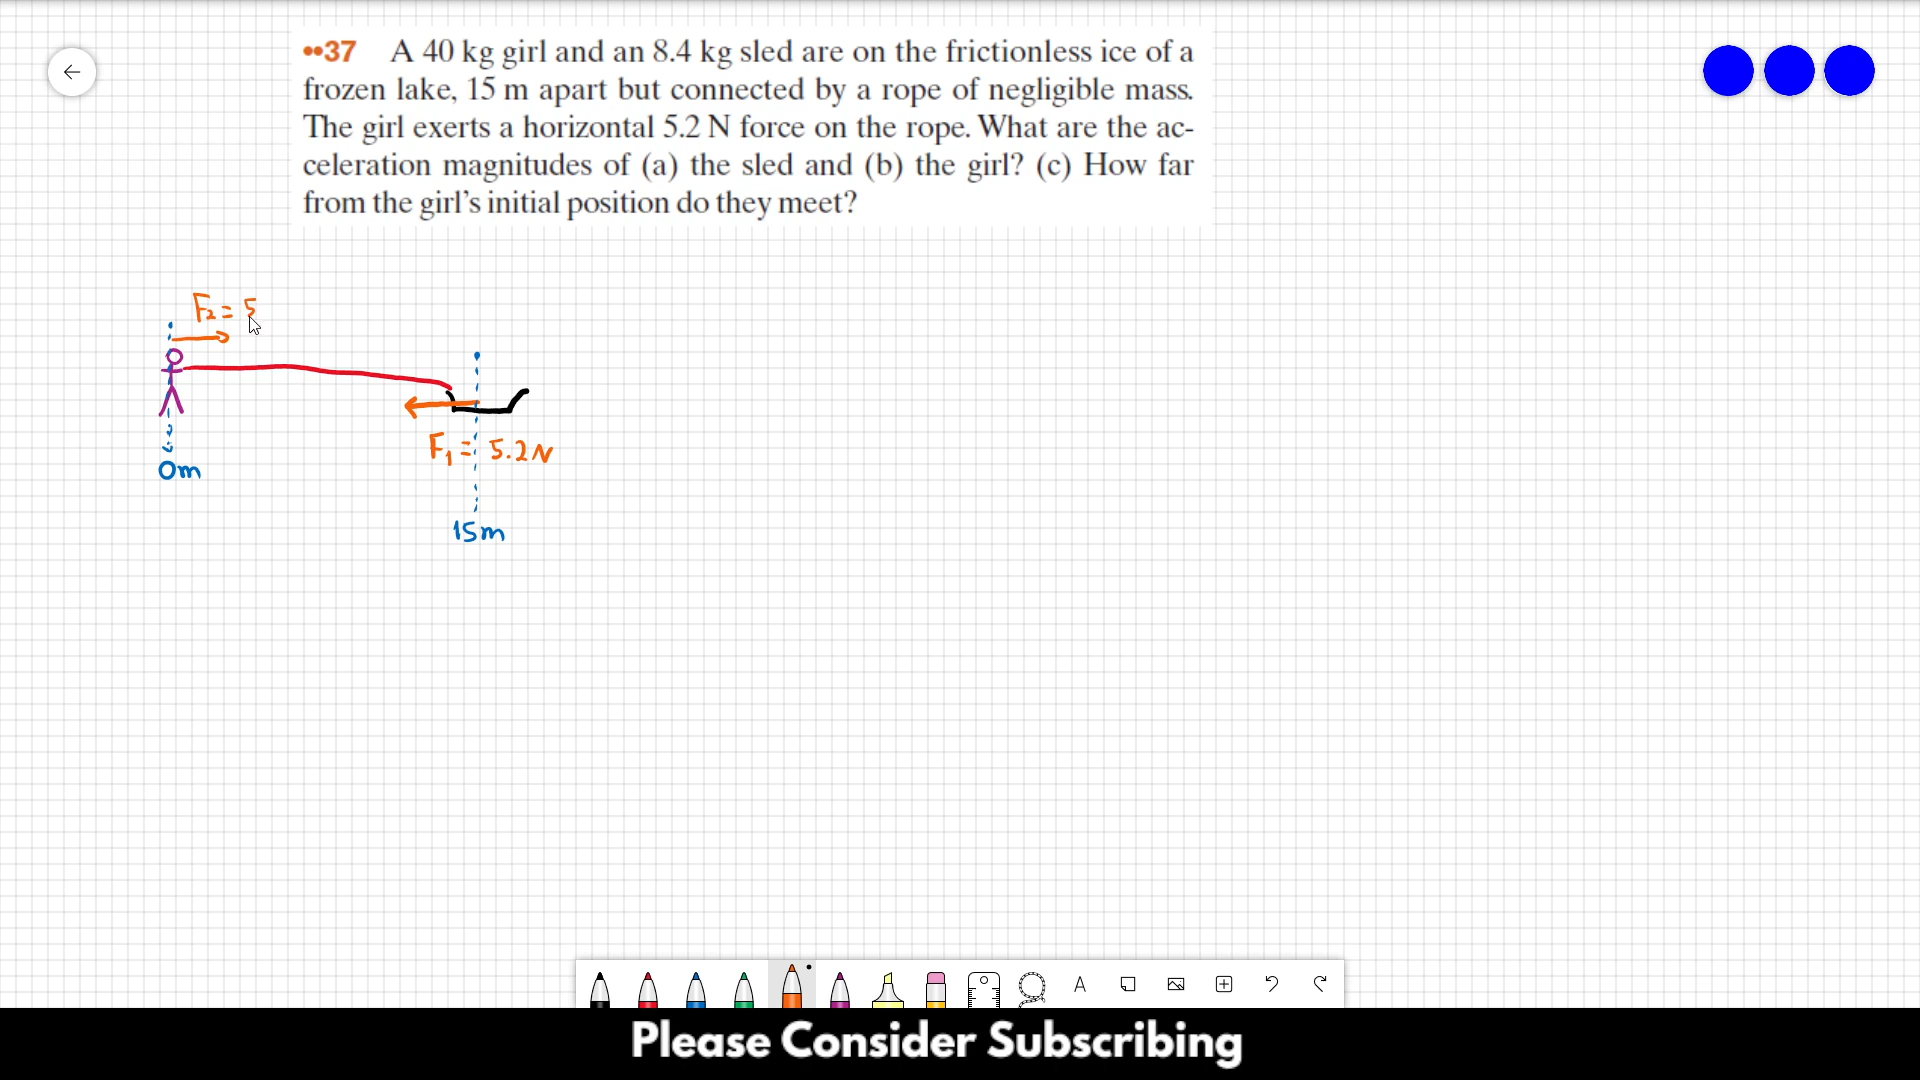 ••37 A 40 kg girl and an 8.4 kg sled are on the frictionless ice of a
frozen lake, 15 m apart but connected by a rope of negligible mass.
The girl exerts a horizontal 5.2 N force on the rope. What are the ac-
celeration magnitudes of (a) the sled and (b) the girl? (c) How far
from the girl's initial position do they meet?
F2 = 5
F1 = 5.2N
0m
15m
A
Please Consider Subscribing